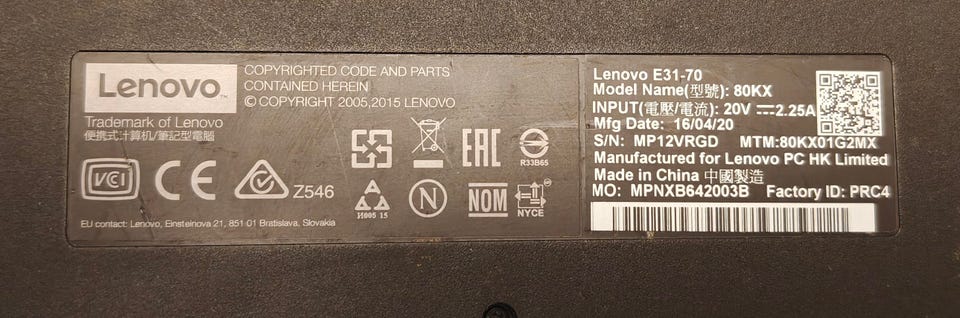 Lenovo
Trademark of Lenovo
便携式计算机/筆記型電腦
COPYRIGHTED CODE AND PARTS
CONTAINED HEREIN
© COPYRIGHT 2005,2015 LENOVO
VCI
CE
Z546
EAC
R33B65
И005 15
N
NOM
NYCE
EU contact: Lenovo, Einsteinova 21, 851 01 Bratislava, Slovakia
Lenovo E31-70
Model Name(型號): 80KX
INPUT(電壓/電流): 20V ⎓2.25A
Mfg Date: 16/04/20
S/N: MP12VRGD MTM:80KX01G2MX
Manufactured for Lenovo PC HK Limited
Made in China 中國製造
MO: MPNXB642003B Factory ID: PRC4